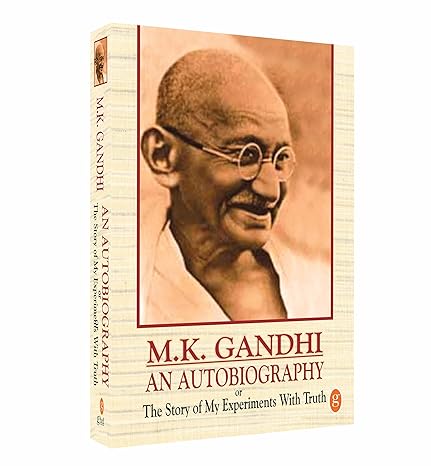 M.K. GANDHI
AN AUTOBIOGRAPHY
or
The Story of My Experiments With Truth
g
M.K. GANDHI
AN AUTOBIOGRAPHY
or
The Story of My Experiments With Truth